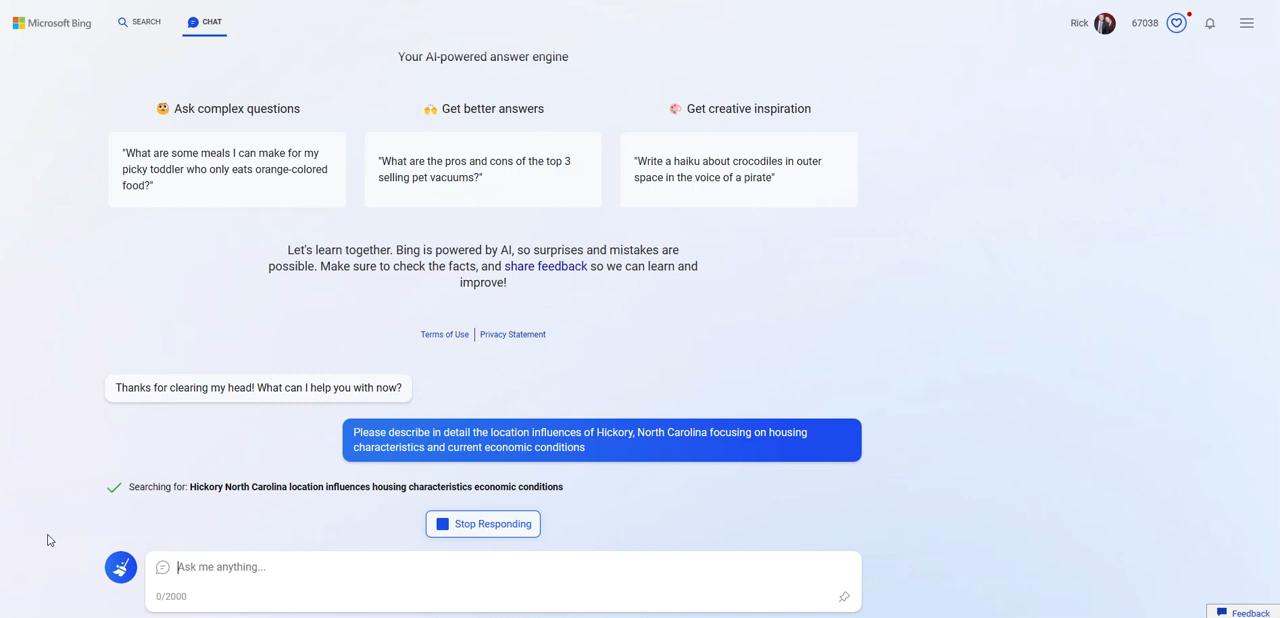 Microsoft Bing
SEARCH
CHAT
Rick
67038
Your AI-powered answer engine
Ask complex questions
Get better answers
Get creative inspiration
"What are some meals I can make for my
picky toddler who only eats orange-colored
food?"
"What are the pros and cons of the top 3
selling pet vacuums?"
"Write a haiku about crocodiles in outer
space in the voice of a pirate"
Let's learn together. Bing is powered by AI, so surprises and mistakes are
possible. Make sure to check the facts, and share feedback so we can learn and
improve!
Terms of Use
Privacy Statement
Thanks for clearing my head! What can I help you with now?
Please describe in detail the location influences of Hickory, North Carolina focusing on housing
characteristics and current economic conditions
Searching for: Hickory North Carolina location influences housing characteristics economic conditions
Stop Responding
Ask me anything...
0/2000
Feedback